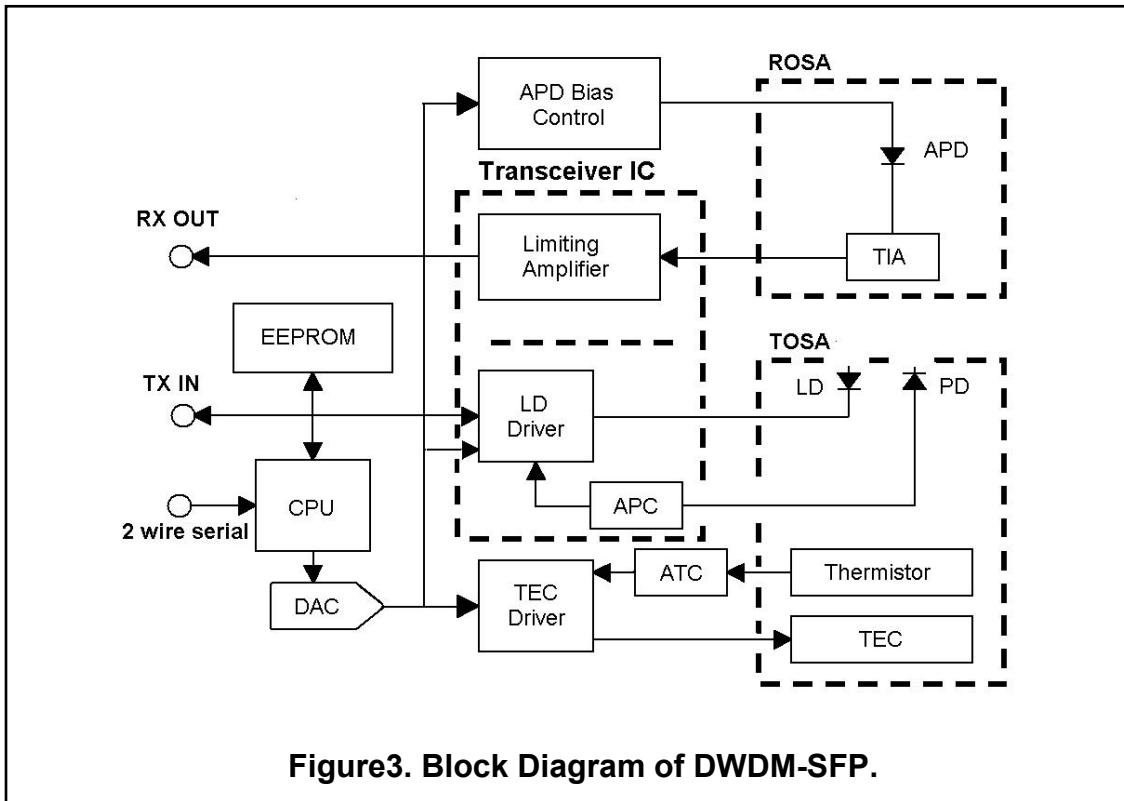 ROSA
APD Bias
Control
APD
Transceiver IC
RX OUT
Limiting
Amplifier
TIA
EEPROM
TOSA
TX IN
LD
Driver
LD
PD
CPU
2 wire serial
APC
DAC
TEC
Driver
ATC
Thermistor
TEC
Figure3. Block Diagram of DWDM-SFP.